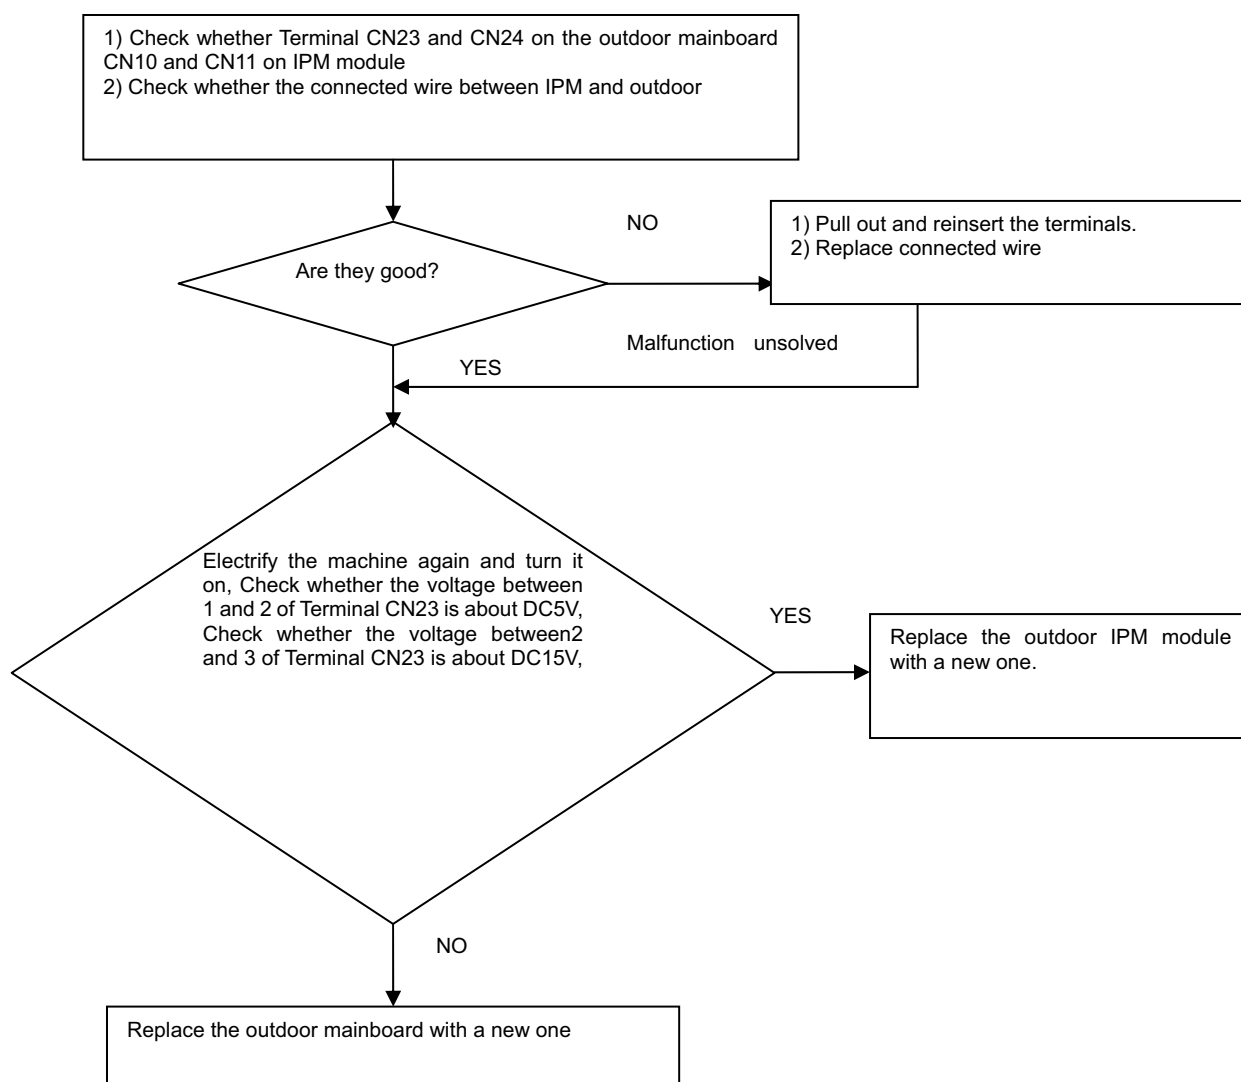 1) Check whether Terminal CN23 and CN24 on the outdoor mainboard
CN10 and CN11 on IPM module
2) Check whether the connected wire between IPM and outdoor
NO
1) Pull out and reinsert the terminals.
2) Replace connected wire
Are they good?
Malfunction unsolved
YES
Electrify the machine again and turn it
on, Check whether the voltage between
1 and 2 of Terminal CN23 is about DC5V,
Check whether the voltage between2
and 3 of Terminal CN23 is about DC15V,
YES
Replace the outdoor IPM module
with a new one.
NO
Replace the outdoor mainboard with a new one